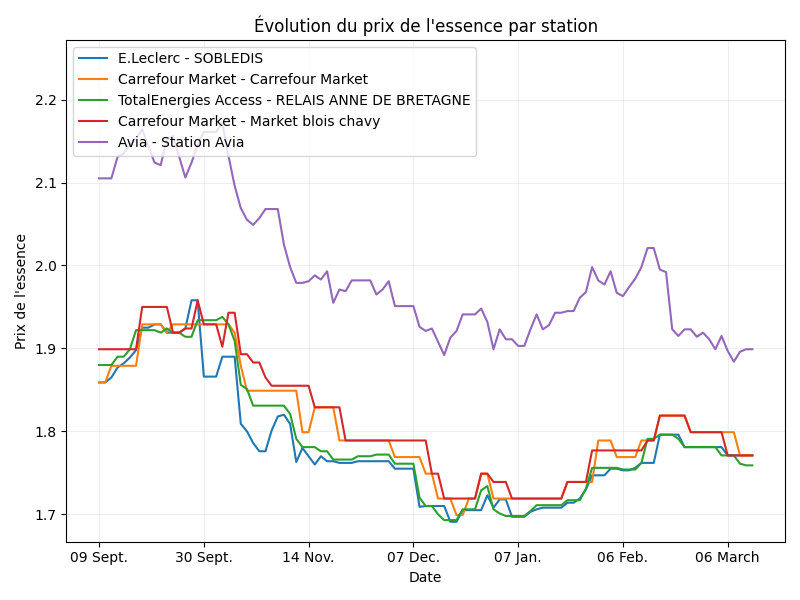 Évolution du prix de l'essence par station
E.Leclerc - SOBLEDIS
Carrefour Market - Carrefour Market
TotalEnergies Access - RELAIS ANNE DE BRETAGNE
Carrefour Market - Market blois chavy
Avia - Station Avia
Prix de l'essence
2.2
2.1
2.0
1.9
1.8
1.7
09 Sept.
30 Sept.
14 Nov.
07 Dec.
07 Jan.
06 Feb.
06 March
Date